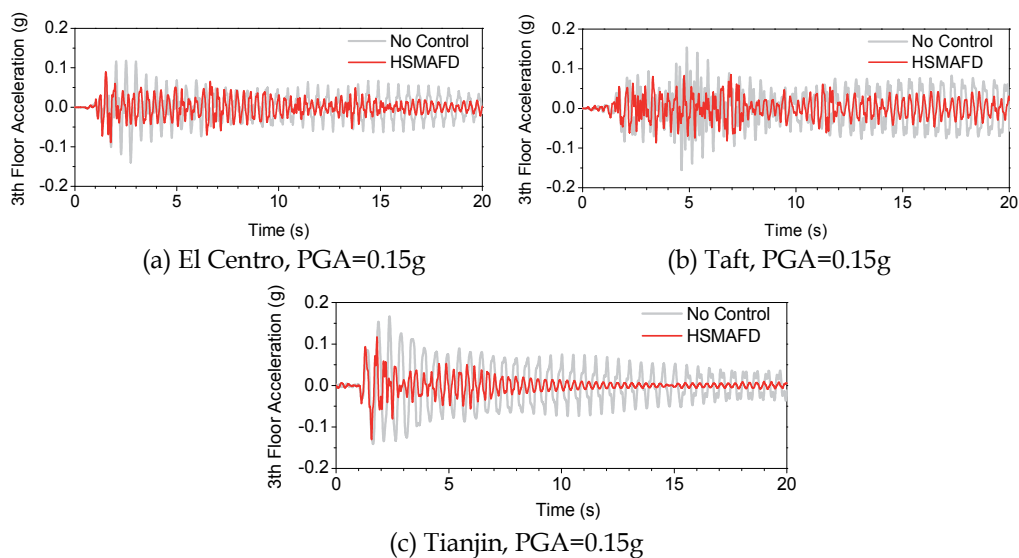 0.2
0.1
0.0
-0.1
-0.2
3th Floor Acceleration (g)
No Control
HSMAFD
0 5 10 15 20
Time (s)
(a) El Centro, PGA=0.15g
0.2
0.1
0.0
-0.1
-0.2
3th Floor Acceleration (g)
No Control
HSMAFD
0 5 10 15 20
Time (s)
(b) Taft, PGA=0.15g
0.2
0.1
0.0
-0.1
-0.2
3th Floor Acceleration (g)
No Control
HSMAFD
0 5 10 15 20
Time (s)
(c) Tianjin, PGA=0.15g